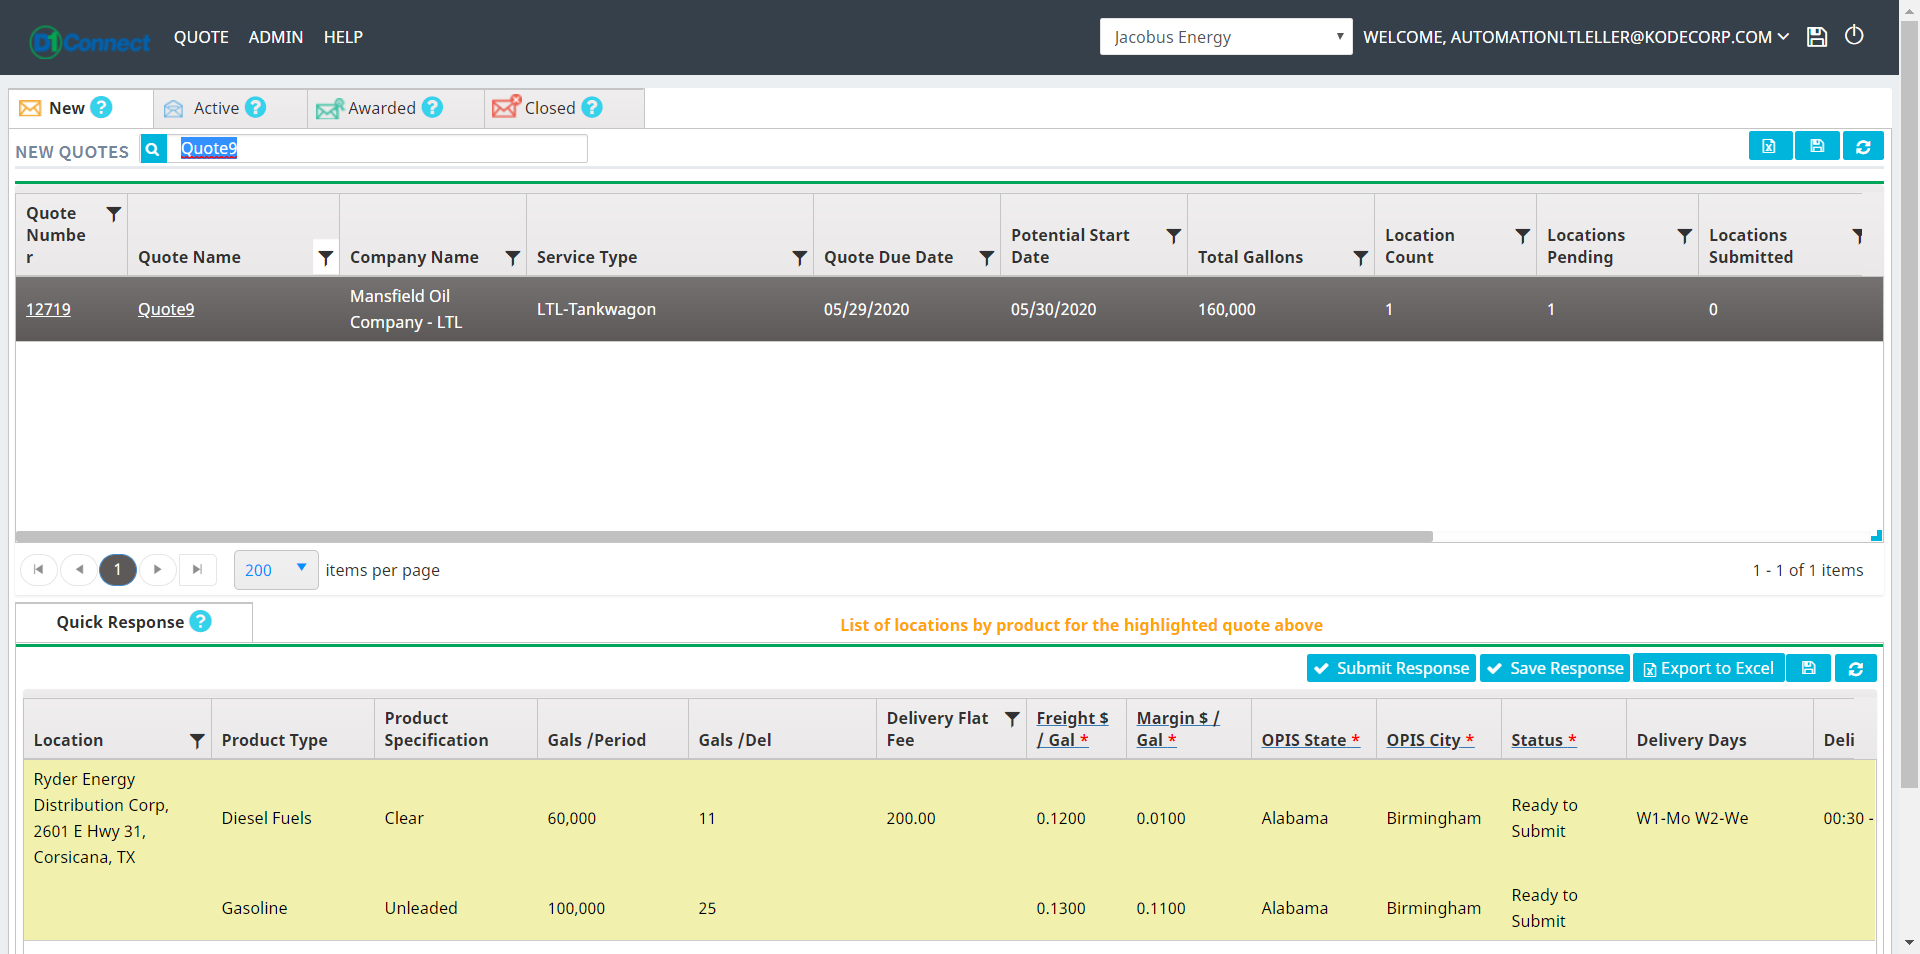 D1Connect QUOTE ADMIN HELP Jacobus Energy WELCOME, AUTOMATIONLTLELLER@KODECORP.COM
New ? Active ? Awarded ? Closed ?
NEW QUOTES Quote9
Quote
Numbe
r
Quote Name
Company Name
Service Type
Quote Due Date
Potential Start
Date
Total Gallons
Location
Count
Locations
Pending
Locations
Submitted
12719
Quote9
Mansfield Oil
Company - LTL
LTL-Tankwagon
05/29/2020
05/30/2020
160,000
1
1
0
1 200 items per page 1 - 1 of 1 items
Quick Response ? List of locations by product for the highlighted quote above
Submit Response Save Response Export to Excel
Location
Product Type
Product
Specification
Gals /Period
Gals /Del
Delivery Flat
Fee
Freight $
/ Gal *
Margin $ /
Gal *
OPIS State *
OPIS City *
Status *
Delivery Days
Deli
Ryder Energy
Distribution Corp,
2601 E Hwy 31,
Corsicana, TX
Diesel Fuels
Clear
60,000
11
200.00
0.1200
0.0100
Alabama
Birmingham
Ready to
Submit
W1-Mo W2-We
00:30 -
Gasoline
Unleaded
100,000
25
0.1300
0.1100
Alabama
Birmingham
Ready to
Submit